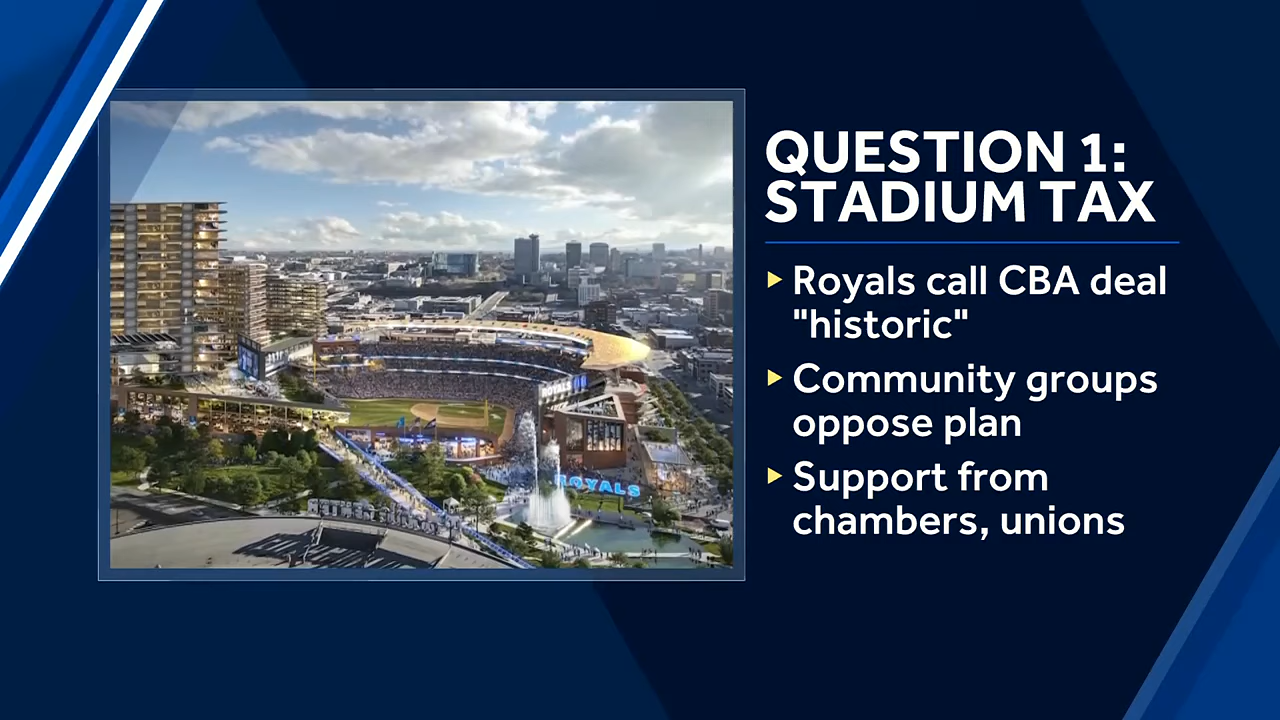 QUESTION 1:
STADIUM TAX
Royals call CBA deal
"historic"
Community groups
oppose plan
Support from
chambers, unions
ROYALS